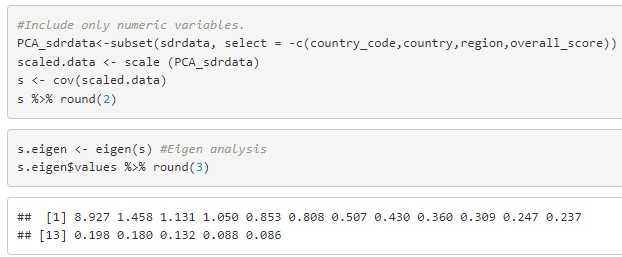 #Include only numeric variables.
PCA_sdrdata<-subset(sdrdata, select = -c(country_code,country,region,overall_score))
scaled.data <- scale (PCA_sdrdata)
s <- cov(scaled.data)
s %>% round(2)
s.eigen <- eigen(s) #Eigen analysis
s.eigen$values %>% round(3)
##  [1] 8.927 1.458 1.131 1.050 0.853 0.808 0.507 0.430 0.360 0.309 0.247 0.237
## [13] 0.198 0.180 0.132 0.088 0.086